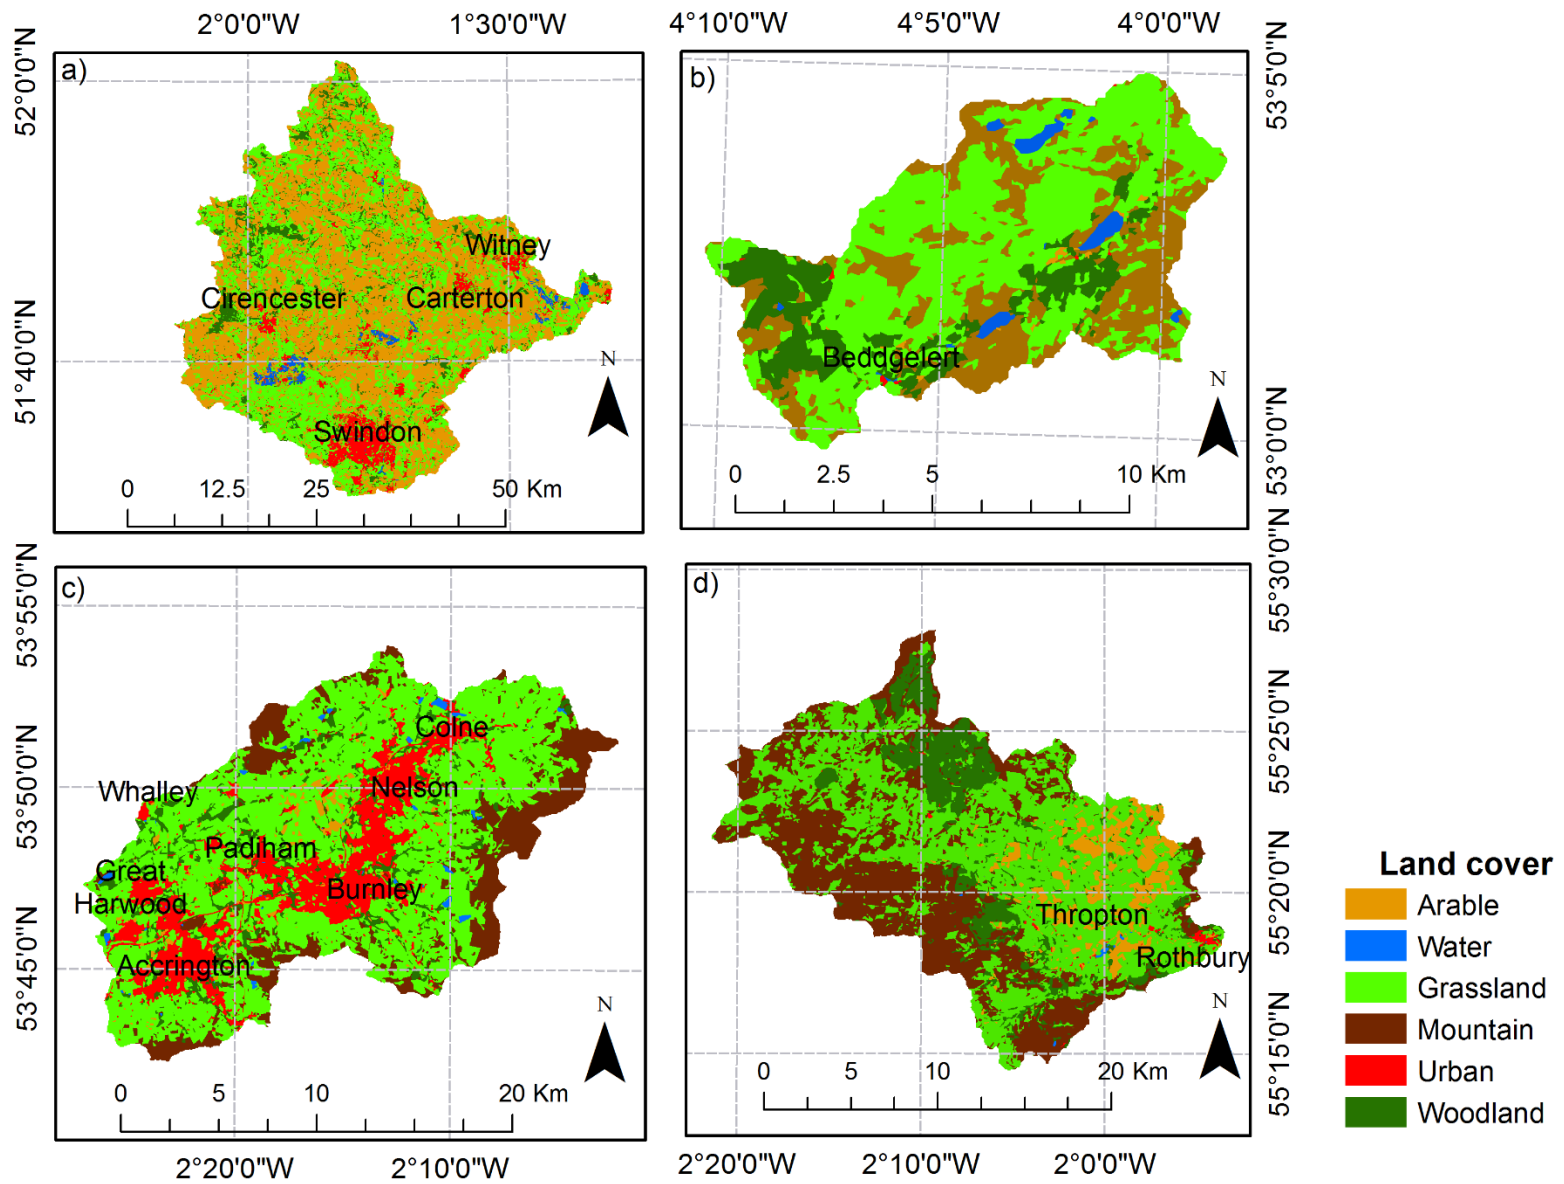 2°0'0"W
1°30'0"W
4°10'0"W
4°5'0"W
4°0'0"W
a)
52°0'0"N
51°40'0"N
Witney
Cirencester
Carterton
Swindon
N
0
12.5
25
50 Km
b)
53°5'0"N
53°0'0"N
Beddgelert
N
0
2.5
5
10 Km
c)
53°55'0"N
53°50'0"N
53°45'0"N
Colne
Nelson
Whalley
Padiham
Great
Harwood
Burnley
Accrington
N
0
5
10
20 Km
d)
55°30'0"N
55°25'0"N
55°20'0"N
55°15'0"N
Thropton
Rothbury
N
0
5
10
20 Km
2°20'0"W
2°10'0"W
2°20'0"W
2°10'0"W
2°0'0"W
Land cover
Arable
Water
Grassland
Mountain
Urban
Woodland